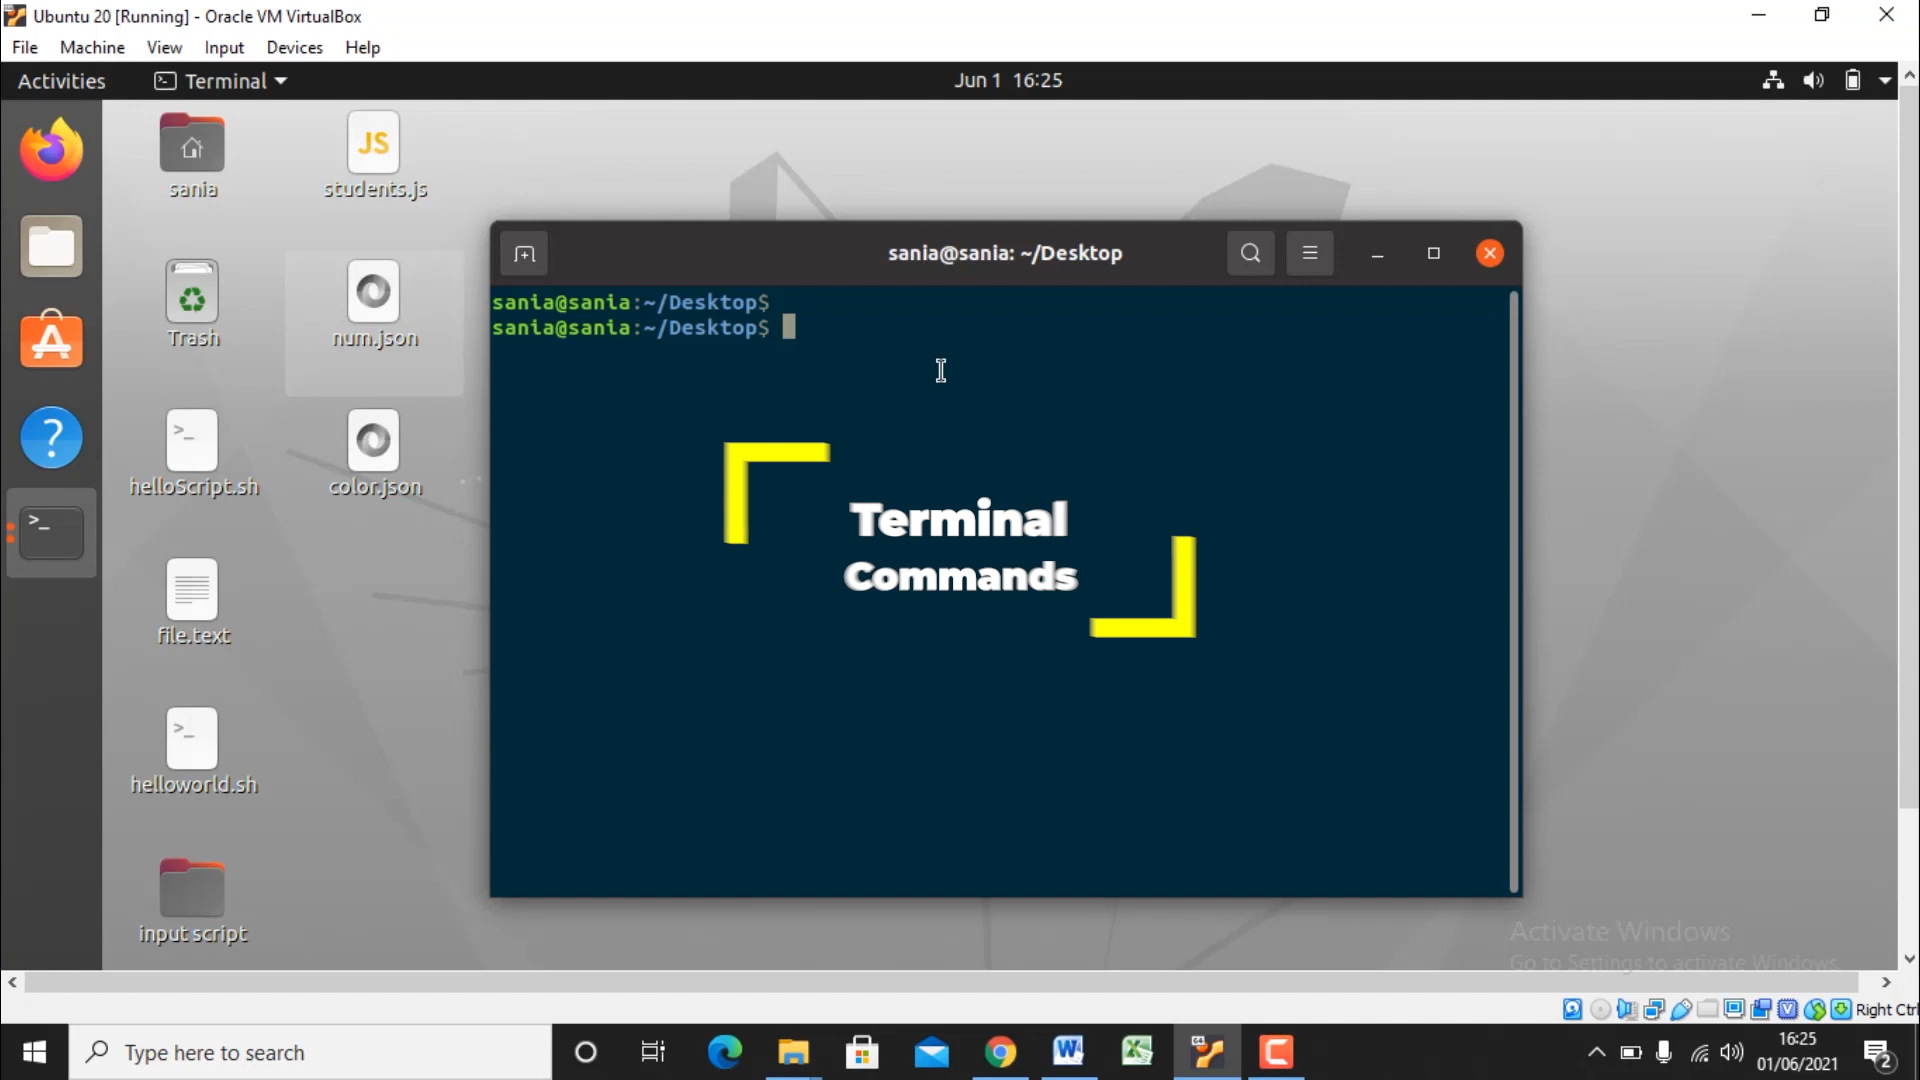 Ubuntu 20 [Running] - Oracle VM VirtualBox
File Machine View Input Devices Help
Activities Terminal Jun 1 16:25
sania
JS
students.js
Trash
num.json
>_
helloScript.sh
color.json
>_
file.text
>_
helloworld.sh
input script
sania@sania: ~/Desktop
sania@sania:~/Desktop$
sania@sania:~/Desktop$
Terminal
Commands
Activate Windows
Go to Settings to activate Windows.
Right Ctrl
Type here to search
16:25
01/06/2021
2